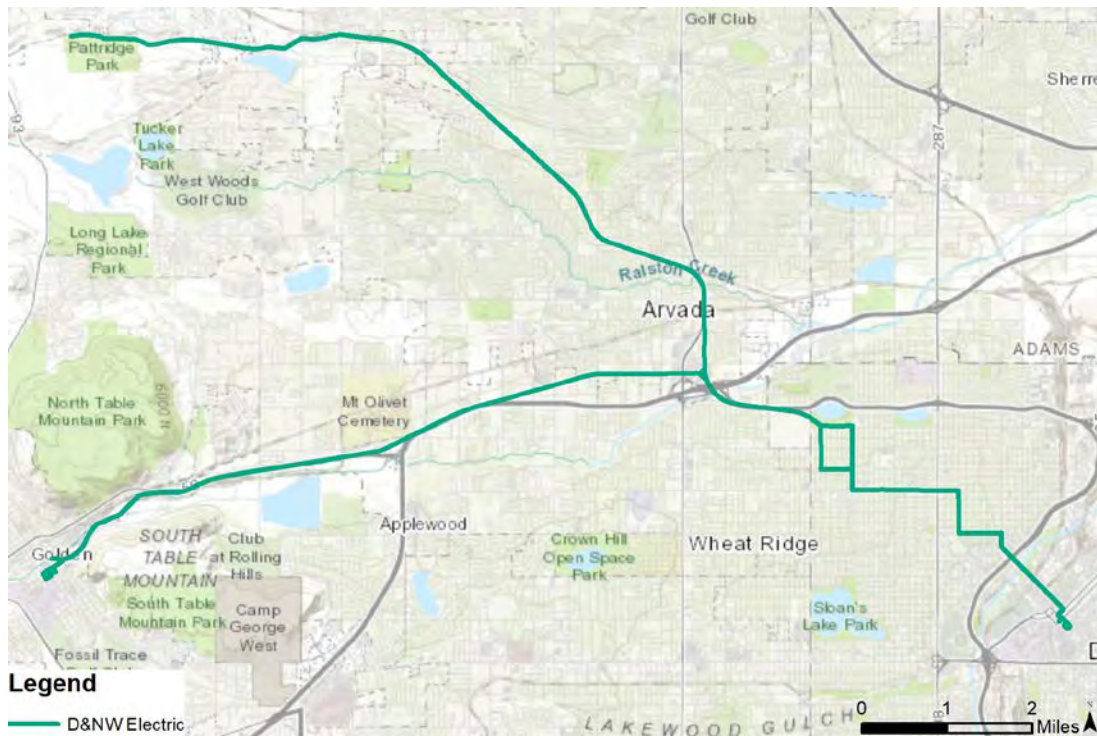 Golf Club
Pattridge
Park
Sherre
93
287
Tucker
Lake
Park
West Woods
Golf Club
Long Lake
Regional
Park
Ralston Creek
Arvada
ADAMS
6000 ft
North Table
Mountain Park
Mt Olivet
Cemetery
58
Applewood
Golden
SOUTH
TABLE
MOUNTAIN
Club
at Rolling
Hills
Crown Hill
Open Space
Park
Wheat Ridge
South Table
Mountain Park
Camp
George
West
Sloan's
Lake Park
D
Fossil Trace
Legend
D&NW Electric
LAKEWOOD GULCH
0 1 2
Miles